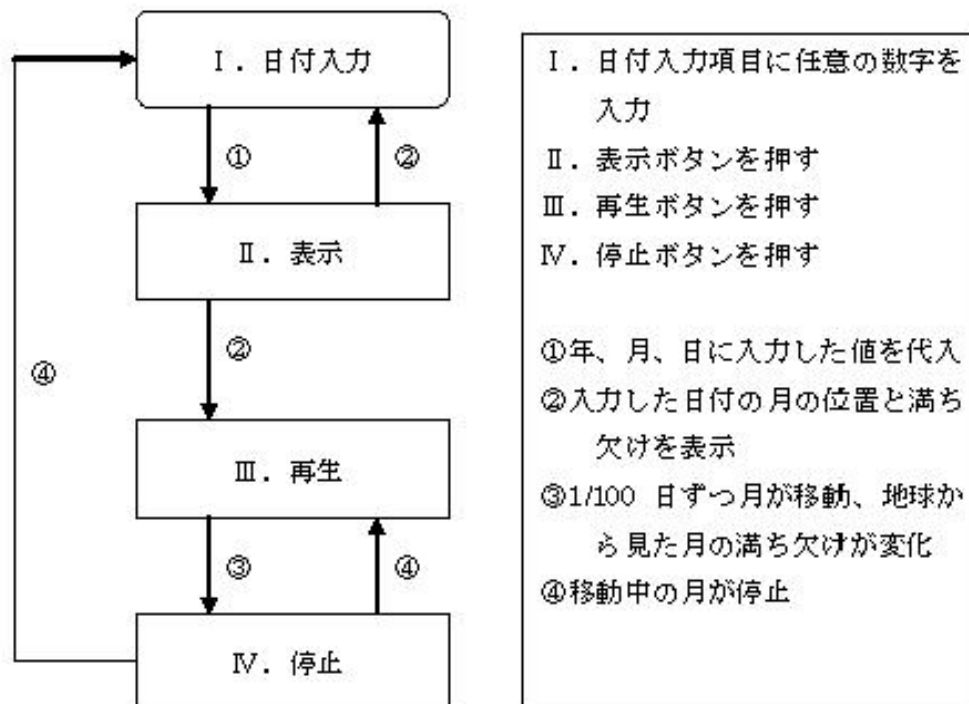 Ⅰ．日付入力
①
②
Ⅱ．表示
②
④
Ⅲ．再生
③
④
Ⅳ．停止
Ⅰ．日付入力項目に任意の数字を
入力
Ⅱ．表示ボタンを押す
Ⅲ．再生ボタンを押す
Ⅳ．停止ボタンを押す
①年、月、日に入力した値を代入
②入力した日付の月の位置と満ち
欠けを表示
③1/100 日ずつ月が移動、地球か
ら見た月の満ち欠けが変化
④移動中の月が停止